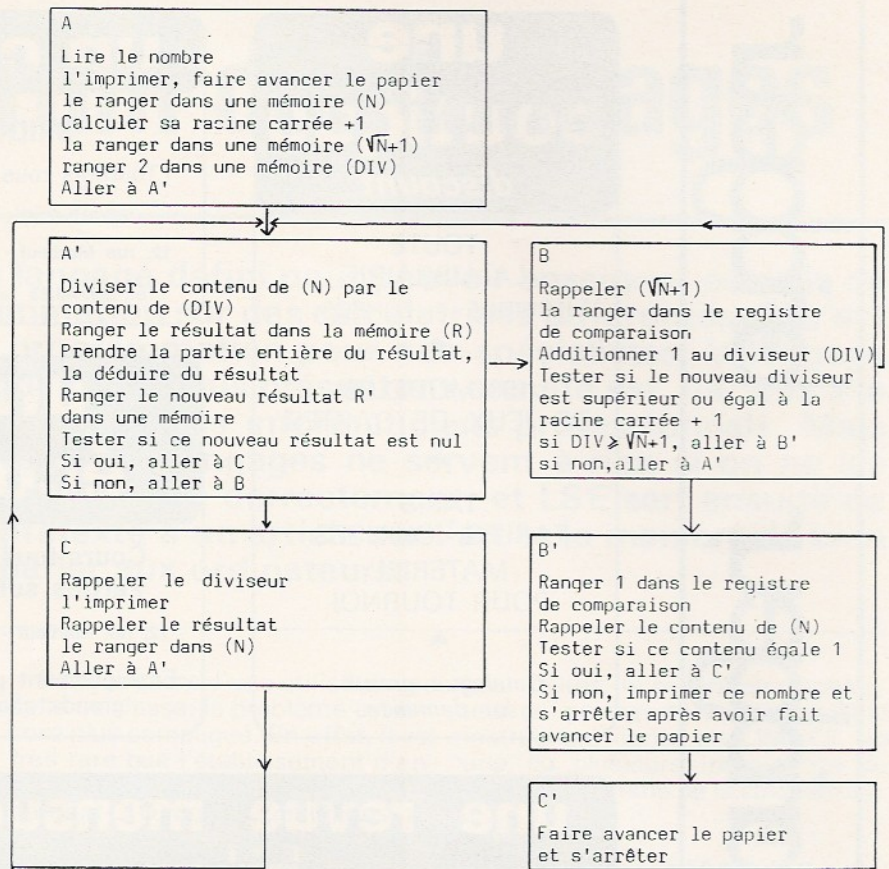 A
Lire le nombre
l'imprimer, faire avancer le papier
le ranger dans une mémoire (N)
Calculer sa racine carrée +1
la ranger dans une mémoire (√N+1)
ranger 2 dans une mémoire (DIV)
Aller à A'
A'
Diviser le contenu de (N) par le
contenu de (DIV)
Ranger le résultat dans la mémoire (R)
Prendre la partie entière du résultat,
la déduire du résultat
Ranger le nouveau résultat R'
dans une mémoire
Tester si ce nouveau résultat est nul
Si oui, aller à C
Si non, aller à B
B
Rappeler (√N+1)
la ranger dans le registre
de comparaison
Additionner 1 au diviseur (DIV)
Tester si le nouveau diviseur
est supérieur ou égal à la
racine carrée + 1
si DIV⩾√N+1, aller à B'
si non,aller à A'
C
Rappeler le diviseur
l'imprimer
Rappeler le résultat
le ranger dans (N)
Aller à A'
B'
Ranger 1 dans le registre
de comparaison
Rappeler le contenu de (N)
Tester si ce contenu égale 1
Si oui, aller à C'
Si non, imprimer ce nombre et
s'arrêter après avoir fait
avancer le papier
C'
Faire avancer le papier
et s'arrêter